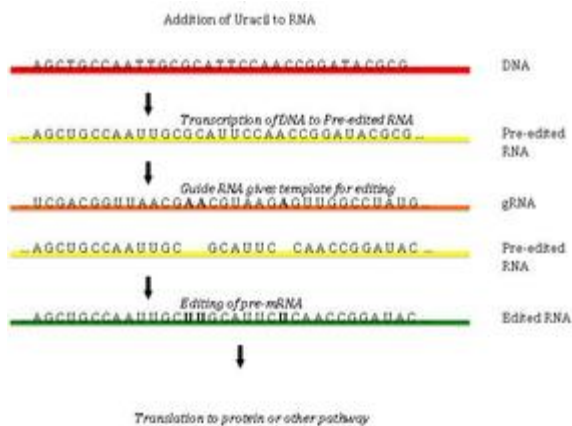 Addition of Uracil to RNA
AGCTGCCAATTGCGCATTCCAACCGGATACGCG DNA
Transcription of DNA to Pre-edited RNA
...AGCUGCCAAUUGCGCAUUCCAACCGGAUACGCG... Pre-edited RNA
Guide RNA gives template for editing
...UCGACGGUUAACGAACGUAAGAGUUGGCCUAUG... gRNA
...AGCUGCCAAUUGC GCAUUC CAACCGGAUAC... Pre-edited RNA
Editing of pre-mRNA
AGCUGCCAAUUGCUUGCAUUCUCAACCGGAUAC Edited RNA
Translation to protein or other pathway